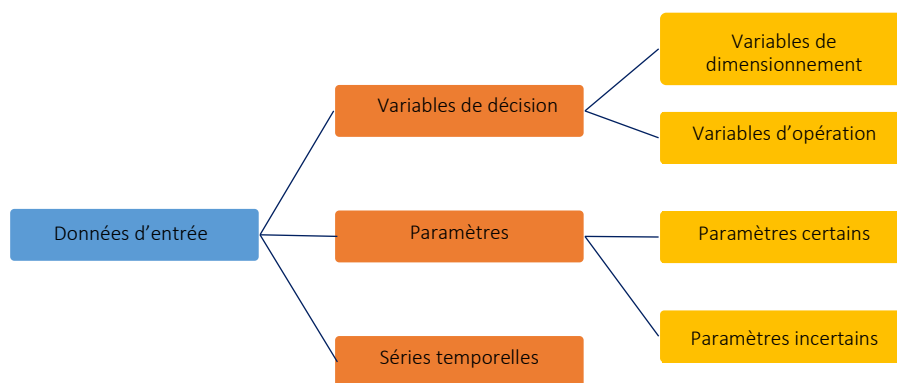 Données d'entrée
Variables de décision
Variables de
dimensionnement
Variables d'opération
Paramètres
Paramètres certains
Paramètres incertains
Séries temporelles